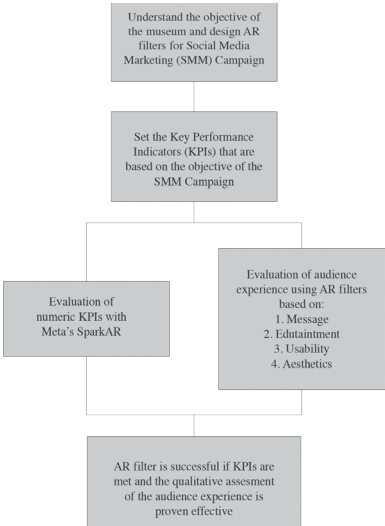 Understand the objective of
the museum and design AR
filters for Social Media
Marketing (SMM) Campaign
Set the Key Performance
Indicators (KPIs) that are
based on the objective of the
SMM Campaign
Evaluation of
numeric KPIs with
Meta's SparkAR
Evaluation of audience
experience using AR filters
based on:
1. Message
2. Edutaintment
3. Usability
4. Aesthetics
AR filter is successful if KPIs are
met and the qualitative assesment
of the audience experience is
proven effective